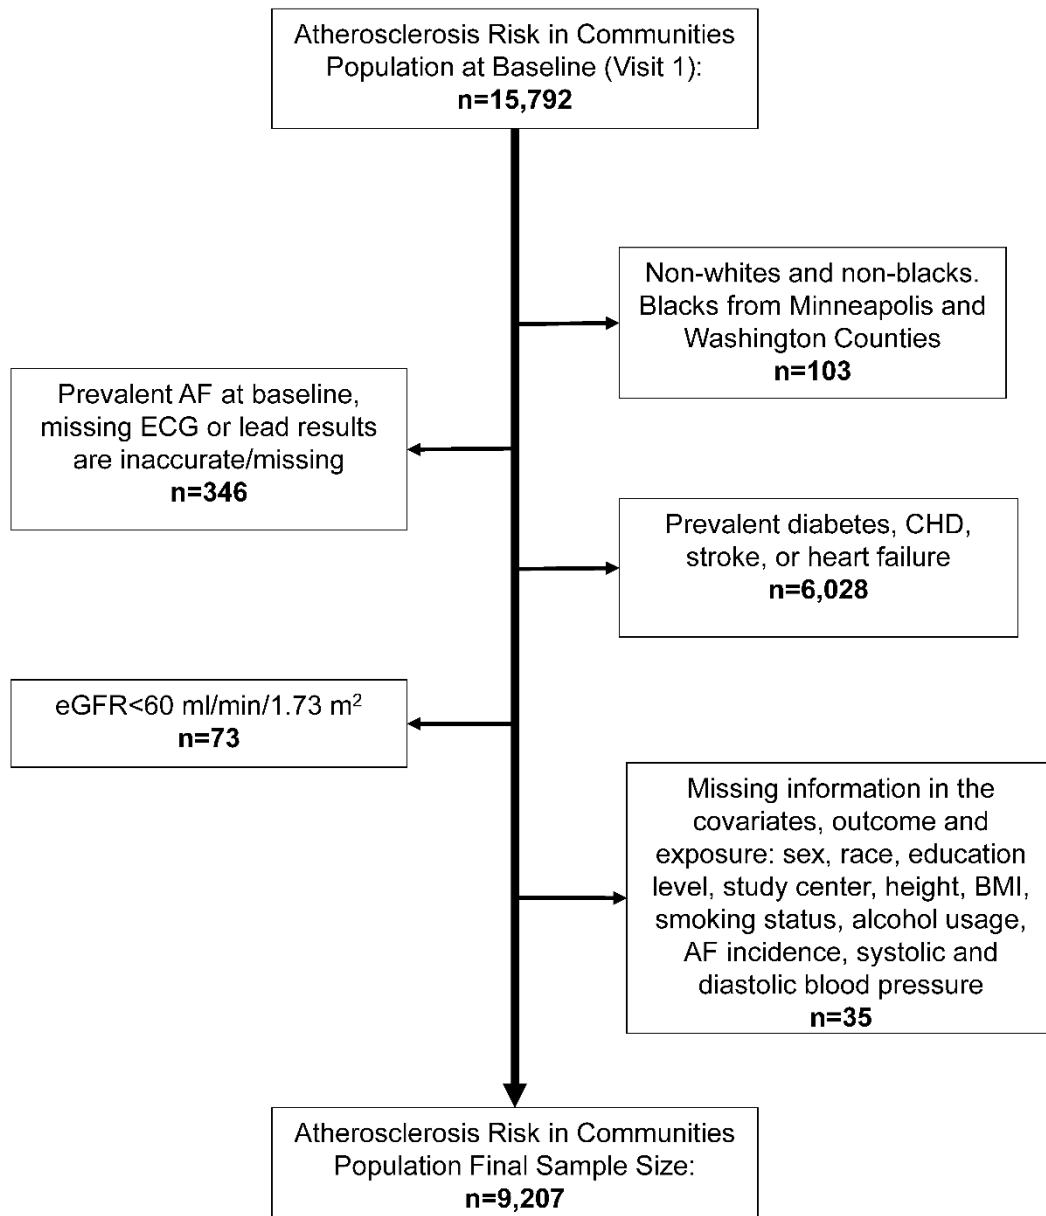 Atherosclerosis Risk in Communities
Population at Baseline (Visit 1):
n=15,792
Non-whites and non-blacks.
Blacks from Minneapolis and
Washington Counties
n=103
Prevalent AF at baseline,
missing ECG or lead results
are inaccurate/missing
n=346
Prevalent diabetes, CHD,
stroke, or heart failure
n=6,028
eGFR<60 ml/min/1.73 m²
n=73
Missing information in the
covariates, outcome and
exposure: sex, race, education
level, study center, height, BMI,
smoking status, alcohol usage,
AF incidence, systolic and
diastolic blood pressure
n=35
Atherosclerosis Risk in Communities
Population Final Sample Size:
n=9,207